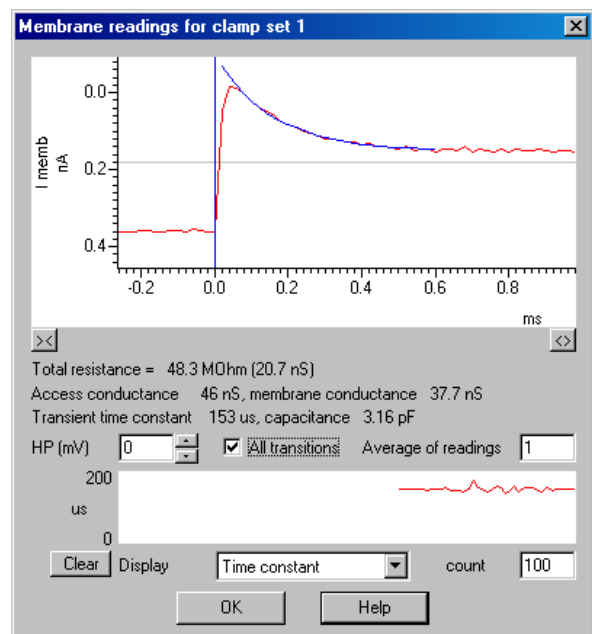 Membrane readings for clamp set 1
0.0
0.2
0.4
I memb
nA
-0.2 0.0 0.2 0.4 0.6 0.8
ms
>< <>
Total resistance = 48.3 MOhm (20.7 nS)
Access conductance 46 nS, membrane conductance 37.7 nS
Transient time constant 153 us, capacitance 3.16 pF
HP (mV) 0 All transitions Average of readings 1
200
us
0
Clear Display Time constant count 100
OK Help